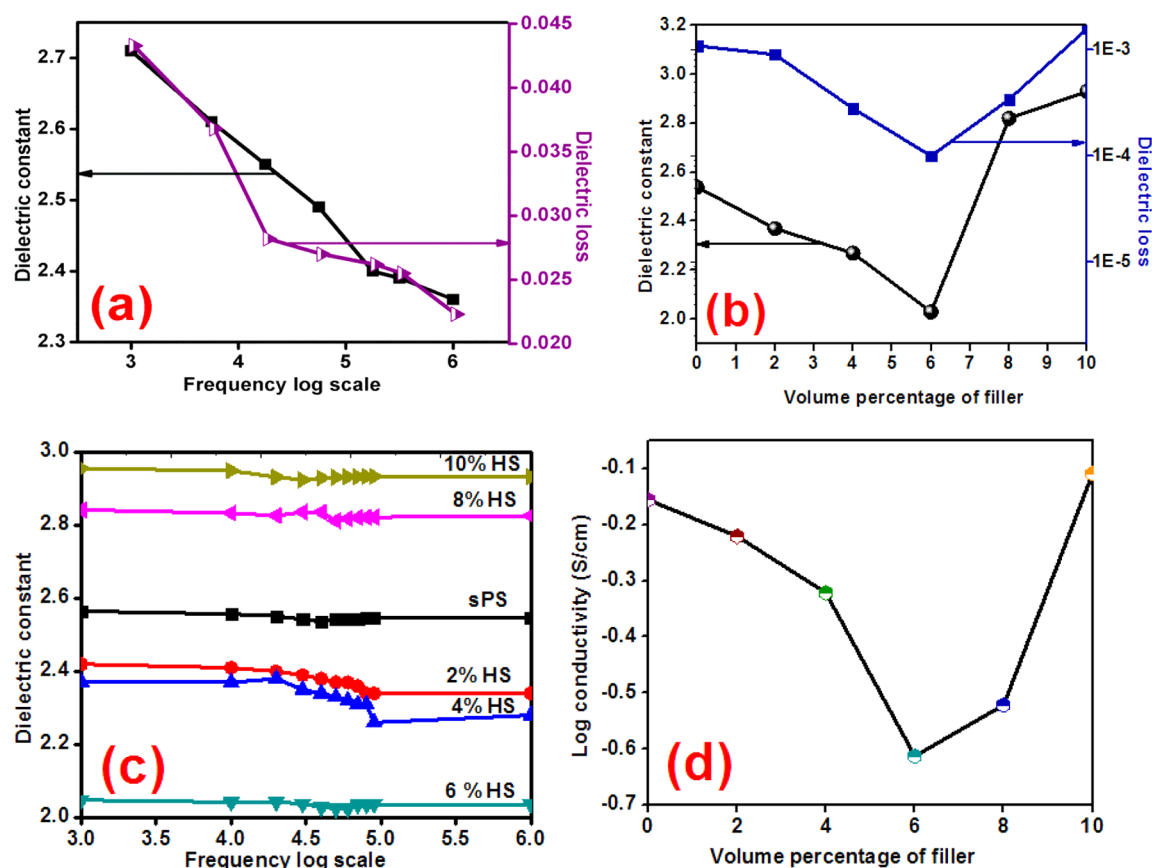 2.7
2.6
2.5
2.4
2.3
Dielectric constant
0.045
0.040
0.035
0.030
0.025
0.020
Dielectric loss
(a)
3
4
5
6
Frequency log scale
3.2
3.0
2.8
2.6
2.4
2.2
2.0
Dielectric constant
1E-3
1E-4
1E-5
Dielectric loss
(b)
0 1 2 3 4 5 6 7 8 9 10
Volume percentage of filler
3.0
2.8
2.6
2.4
2.2
2.0
Dielectric constant
10% HS
8% HS
sPS
2% HS
4% HS
6 % HS
(c)
3.0 3.5 4.0 4.5 5.0 5.5 6.0
Frequency log scale
-0.1
-0.2
-0.3
-0.4
-0.5
-0.6
-0.7
Log conductivity (S/cm)
(d)
0 2 4 6 8 10
Volume percentage of filler